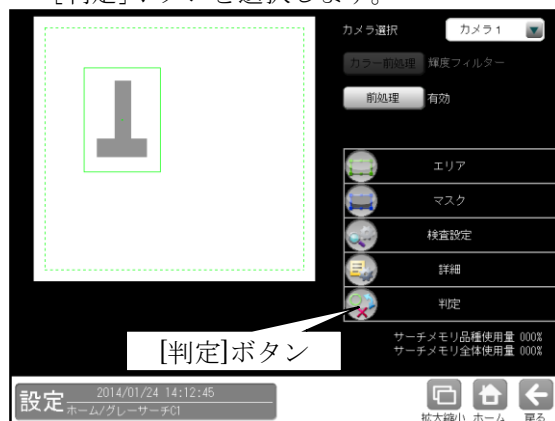 [判定]ボタンを選択します。
カメラ選択
カメラ1
カラー前処理 輝度フィルター
前処理 有効
エリア
マスク
検査設定
詳細
判定
サーチメモリ品種使用量 000%
サーチメモリ全体使用量 000%
[判定]ボタン
設定
2014/01/24 14:12:45
ホーム/グレーサーチC1
拡大縮小 ホーム 戻る